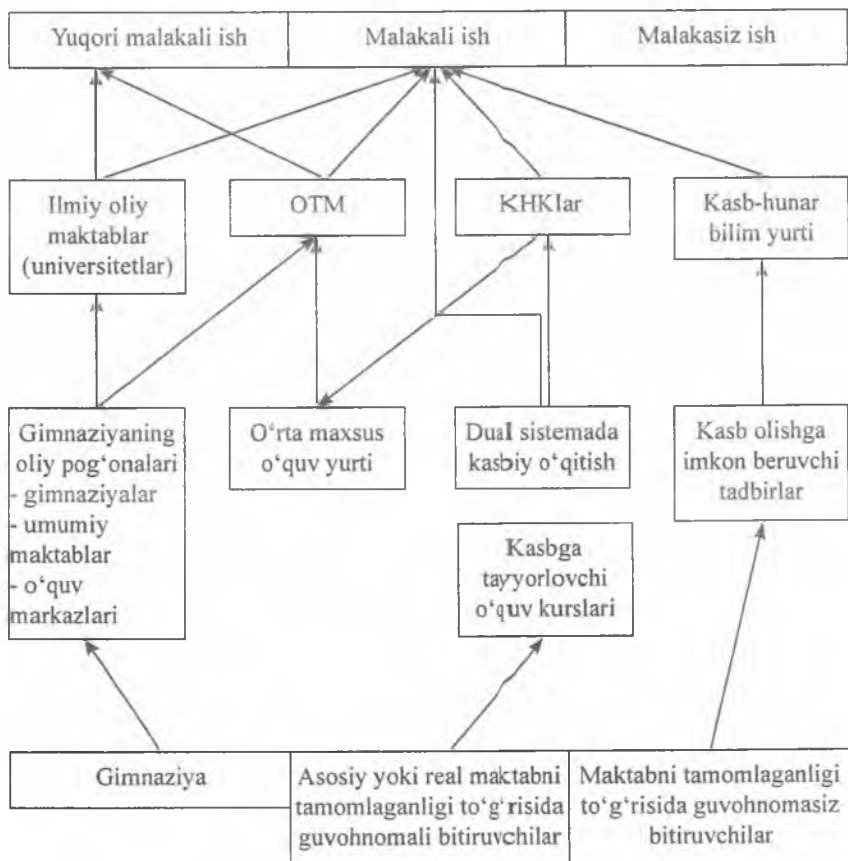 Yuqori malakali ish
Malakali ish
Malakasiz ish
Ilmiy oliy
maktablar
(universitetlar)
OTM
KHKlar
Kasb-hunar
bilim yurti
Gimnaziyaning
oliy pog‘onalari
- gimnaziyalar
- umumiy
maktablar
- o‘quv
markazlari
O‘rta maxsus
o‘quv yurti
Dual sistemada
kasbiy o‘qitish
Kasb olishga
imkon beruvchi
tadbirlar
Kasbga
tayyorlovchi
o‘quv kurslari
Gimnaziya
Asosiy yoki real maktabni
tamomlaganligi to‘g‘risida
guvohnomali bitiruvchilar
Maktabni tamomlaganligi
to‘g‘risida guvohnomasiz
bitiruvchilar